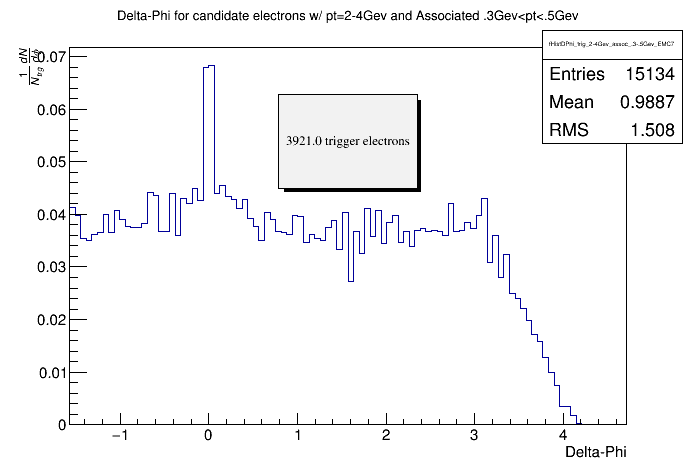 Delta-Phi for candidate electrons w/ pt=2-4Gev and Associated .3Gev<pt<.5Gev
fHistDPhi_trig_2-4Gev_assoc_.3-.5Gev_EMC7
Entries 15134
Mean 0.9887
RMS 1.508
3921.0 trigger electrons
0.07
0.06
0.05
0.04
0.03
0.02
0.01
0
−1 0 1 2 3 4
Delta-Phi